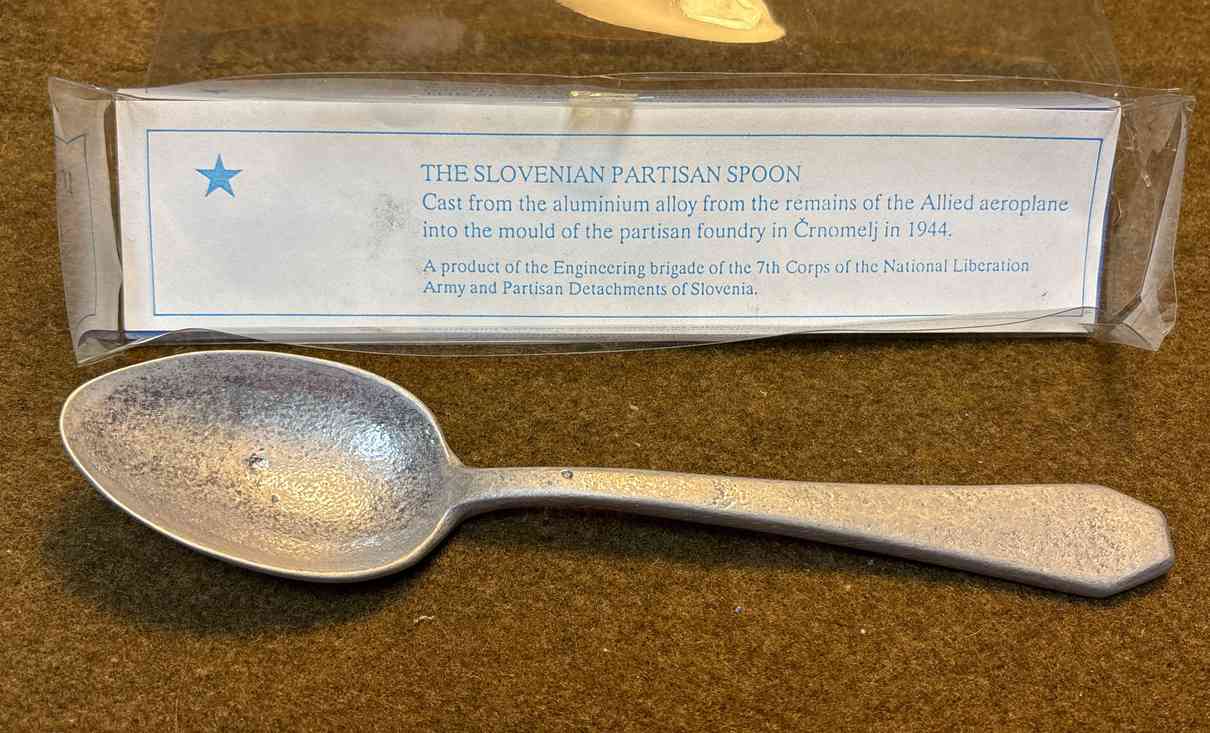 THE SLOVENIAN PARTISAN SPOON
Cast from the aluminium alloy from the remains of the Allied aeroplane
into the mould of the partisan foundry in Črnomelj in 1944.
A product of the Engineering brigade of the 7th Corps of the National Liberation
Army and Partisan Detachments of Slovenia.